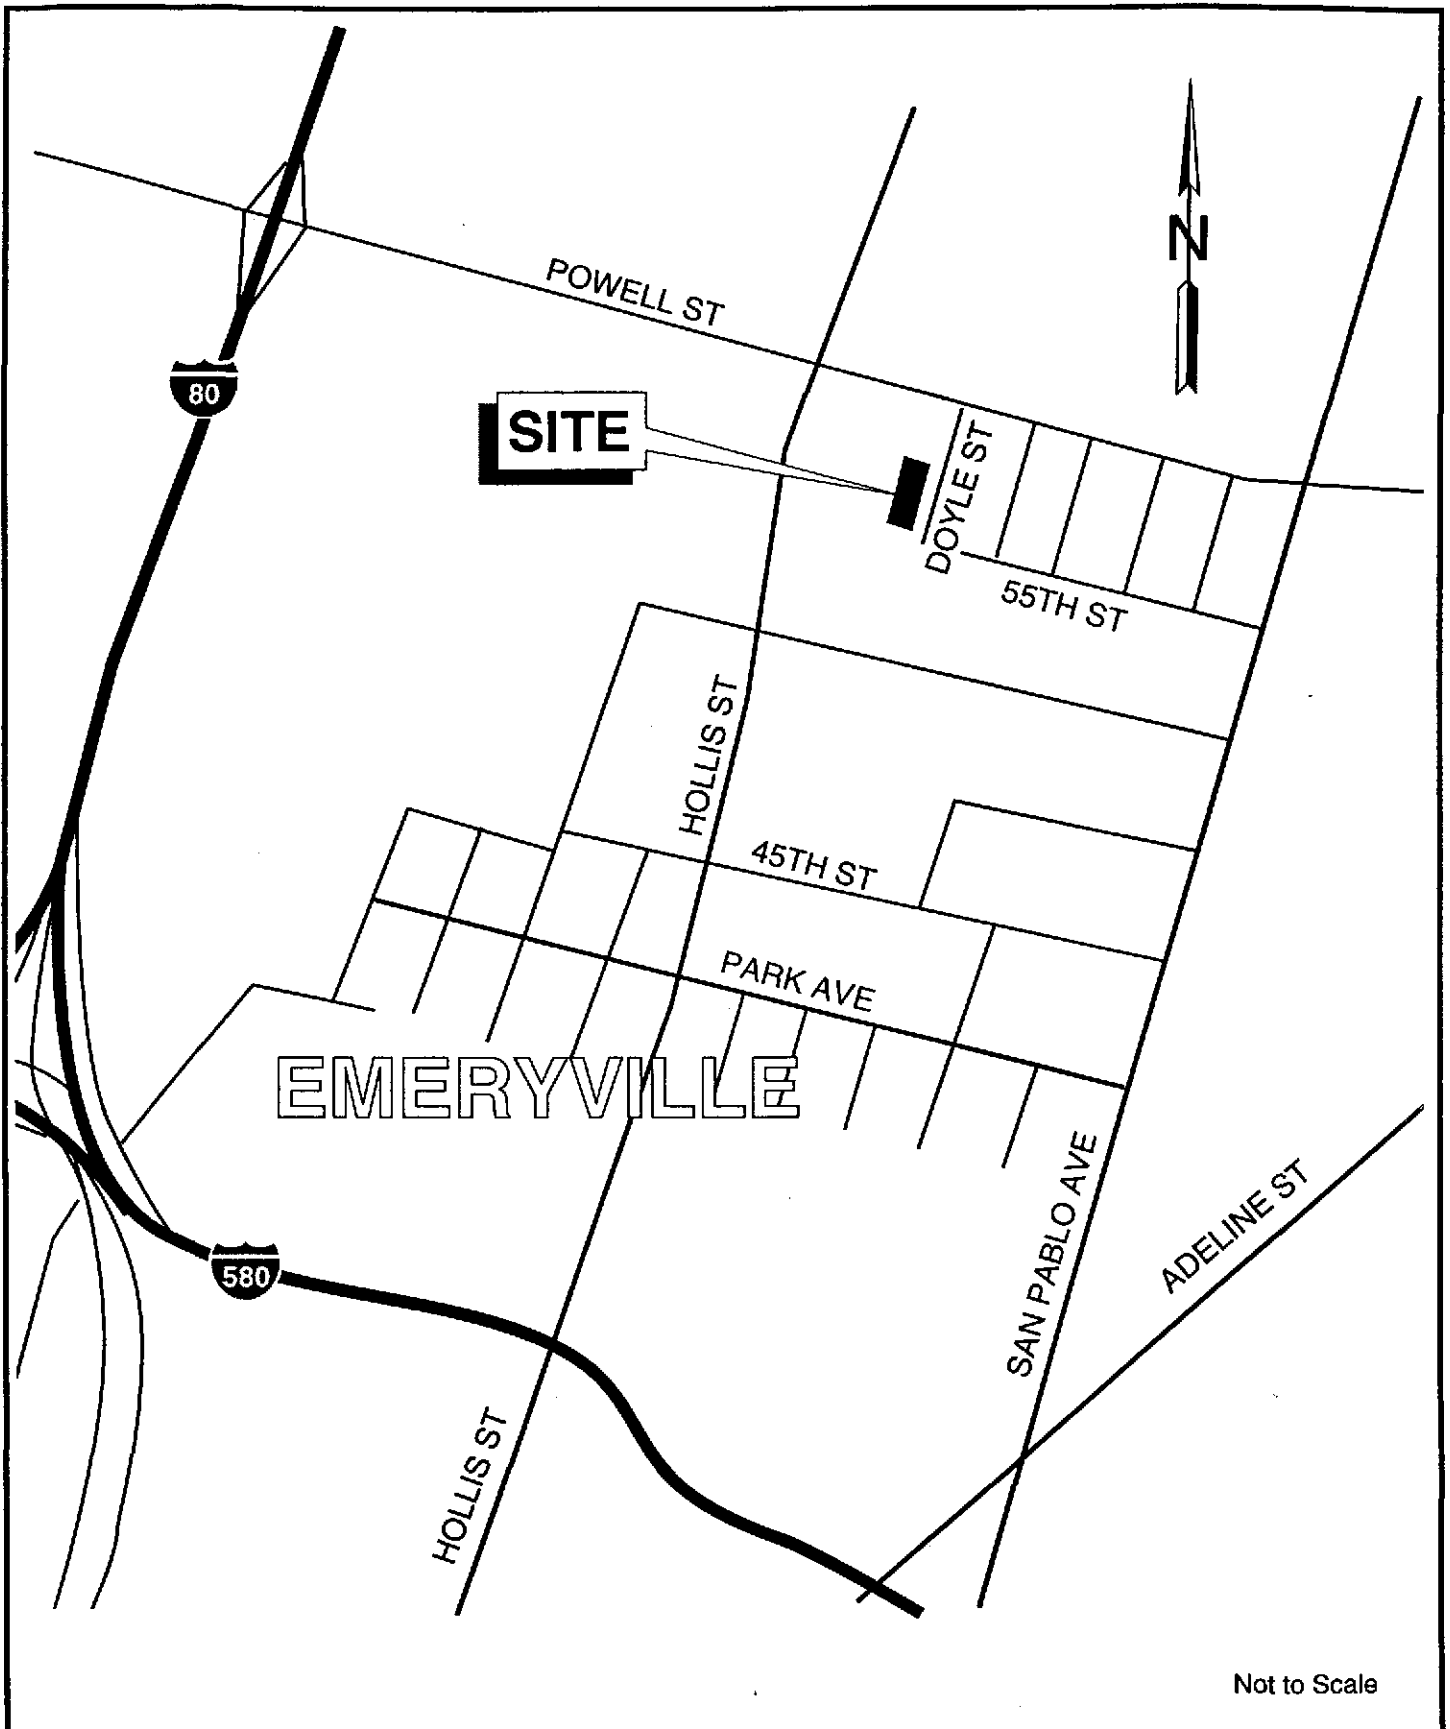 POWELL ST
N
80
SITE
DOYLE ST
55TH ST
HOLLIS ST
45TH ST
PARK AVE
EMERYVILLE
SAN PABLO AVE
ADELINE ST
580
HOLLIS ST
Not to Scale